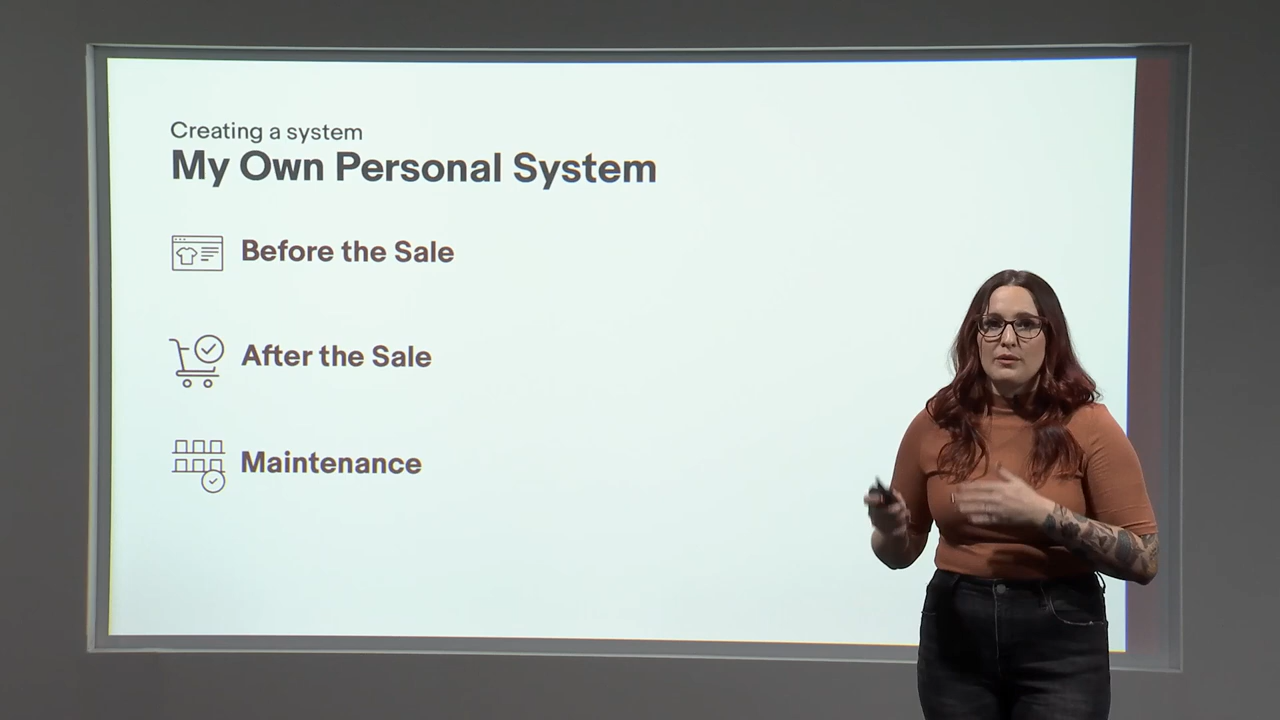 Creating a system
My Own Personal System
Before the Sale
After the Sale
Maintenance